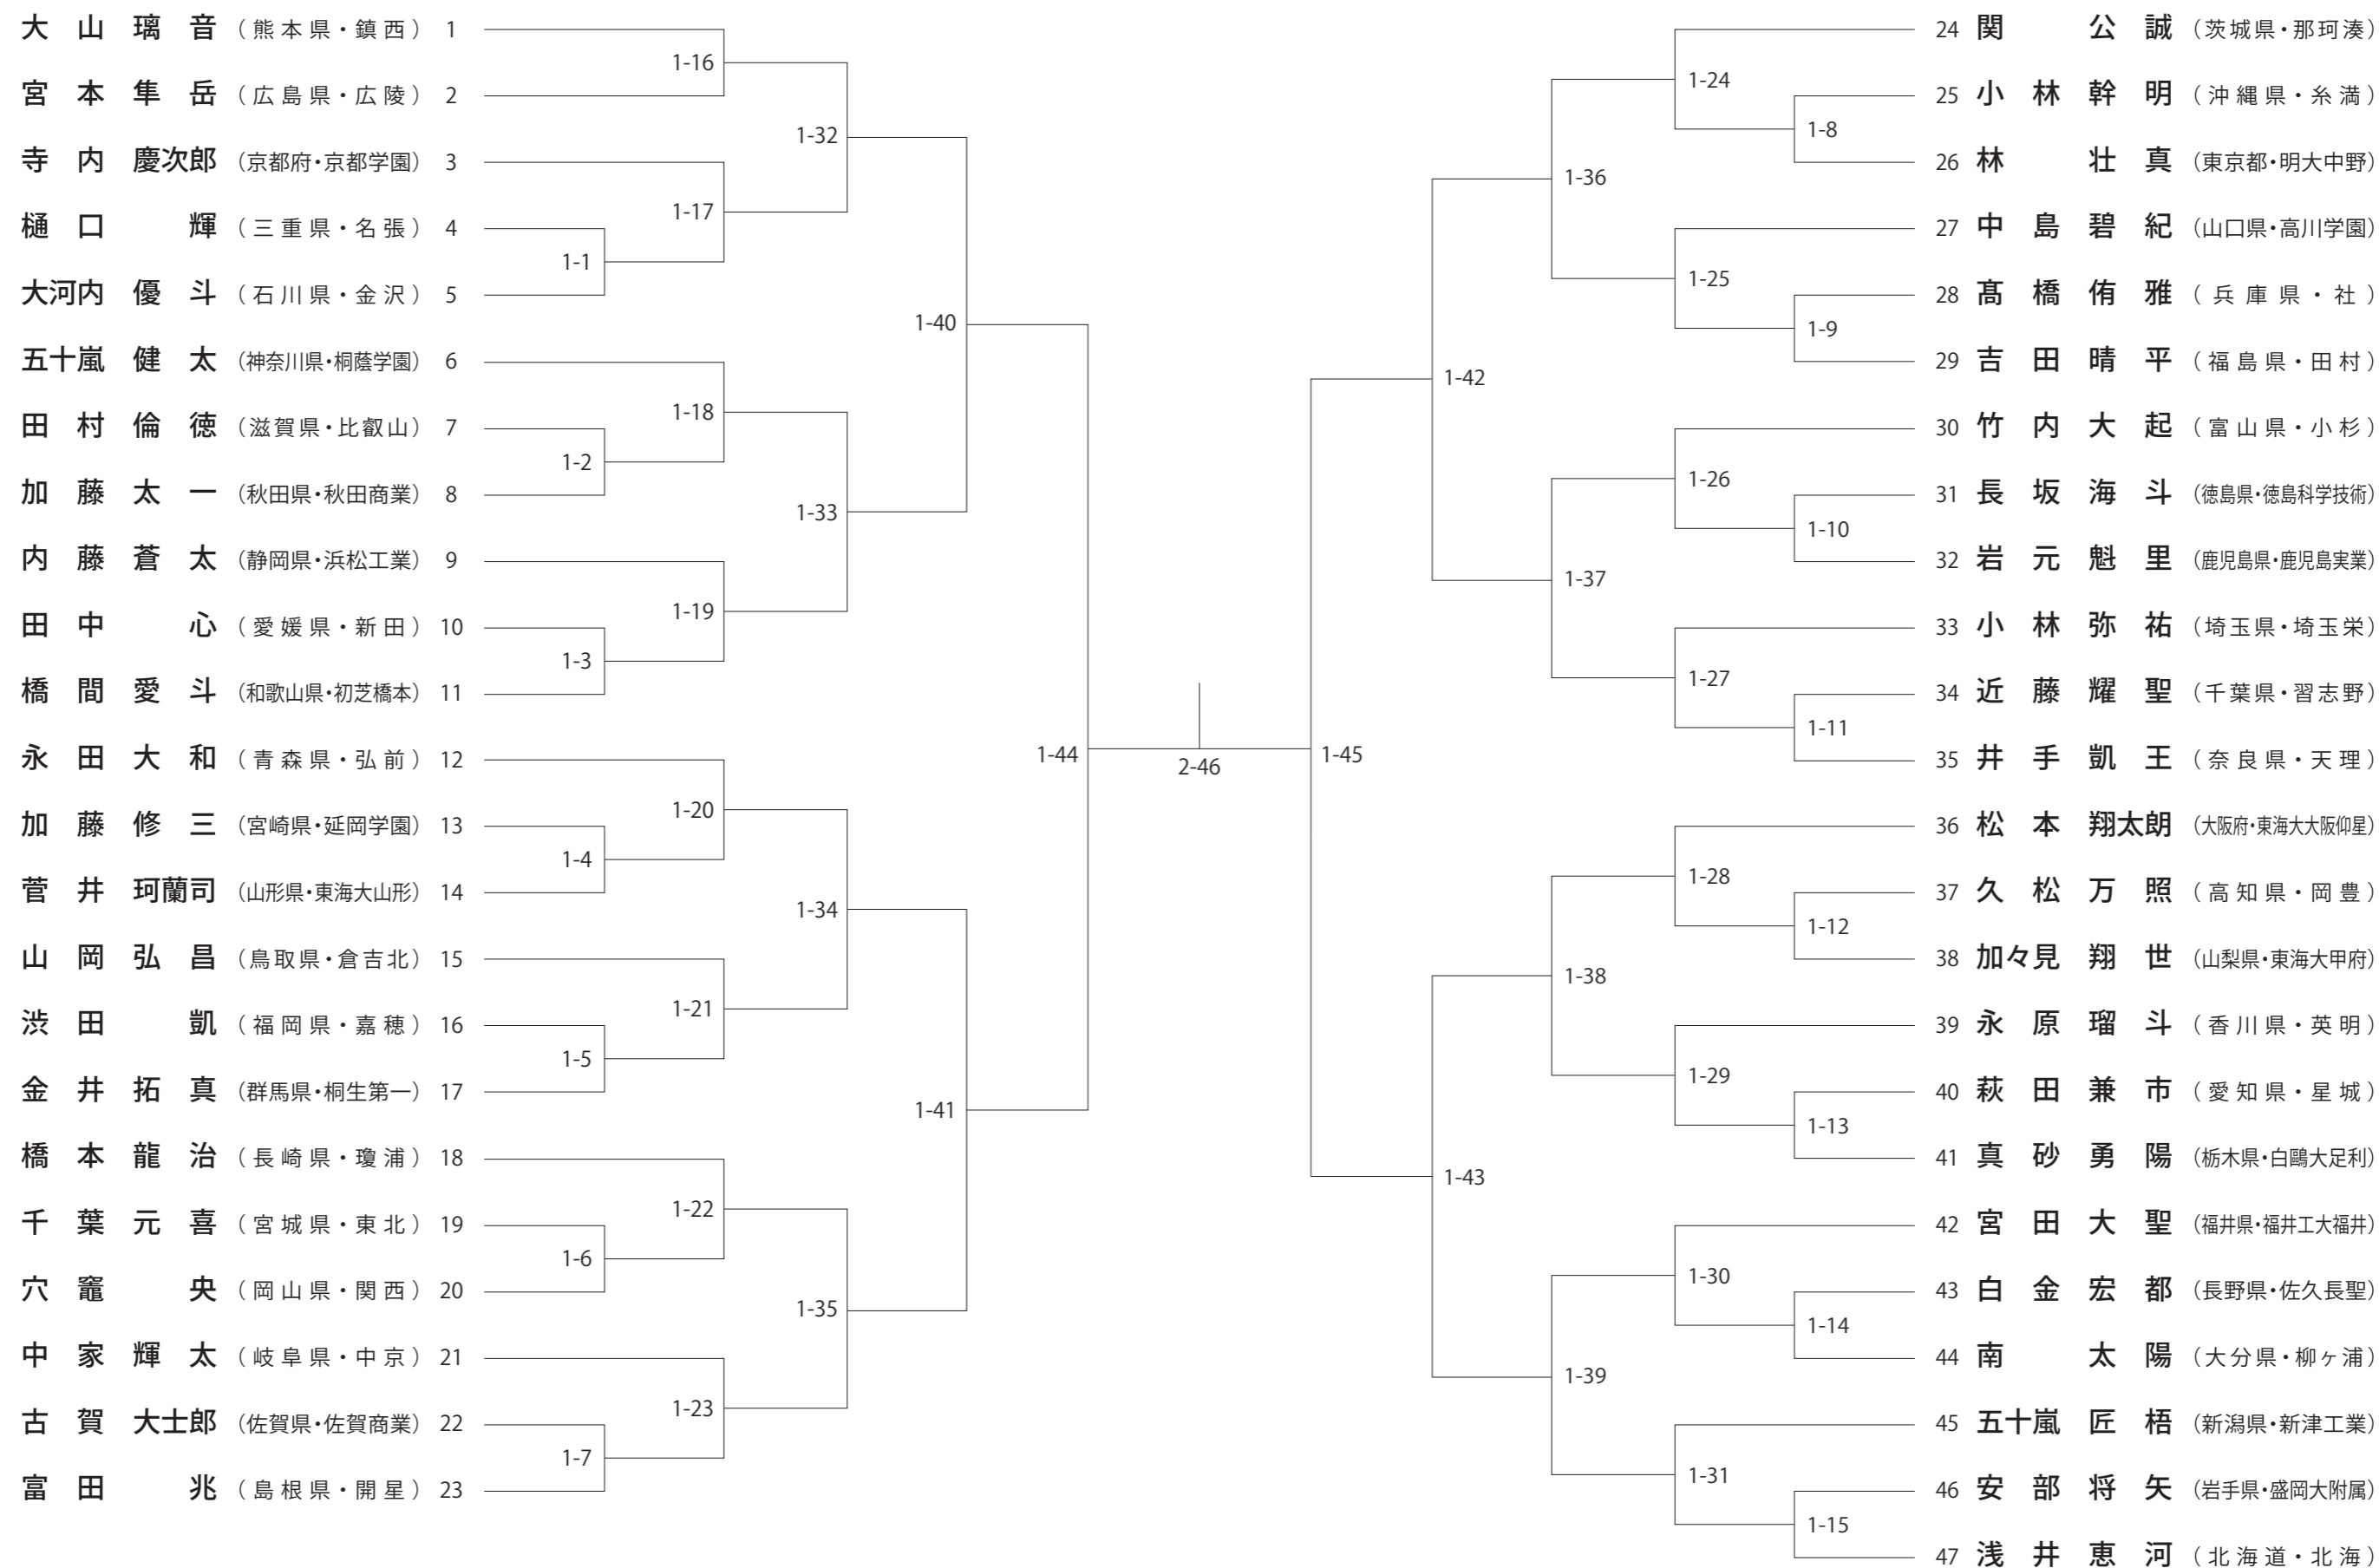 大山璃音（熊本県・鎮西）1
宮本隼岳（広島県・広陵）2
寺内慶次郎（京都府・京都学園）3
樋口輝（三重県・名張）4
大河内優斗（石川県・金沢）5
五十嵐健太（神奈川県・桐蔭学園）6
田村倫徳（滋賀県・比叡山）7
加藤太一（秋田県・秋田商業）8
内藤蒼太（静岡県・浜松工業）9
田中心（愛媛県・新田）10
橋間愛斗（和歌山県・初芝橋本）11
永田大和（青森県・弘前）12
加藤修三（宮崎県・延岡学園）13
菅井珂蘭司（山形県・東海大山形）14
山岡弘昌（鳥取県・倉吉北）15
渋田凱（福岡県・嘉穂）16
金井拓真（群馬県・桐生第一）17
橋本龍治（長崎県・瓊浦）18
千葉元喜（宮城県・東北）19
穴竈央（岡山県・関西）20
中家輝太（岐阜県・中京）21
古賀大士郎（佐賀県・佐賀商業）22
富田兆（島根県・開星）23
1-1
1-2
1-3
1-4
1-5
1-6
1-7
1-16
1-17
1-18
1-19
1-20
1-21
1-22
1-23
1-32
1-33
1-34
1-35
1-40
1-41
1-44
2-46
1-45
1-42
1-43
1-36
1-37
1-38
1-39
1-24
1-25
1-26
1-27
1-28
1-29
1-30
1-31
1-8
1-9
1-10
1-11
1-12
1-13
1-14
1-15
24 関公誠（茨城県・那珂湊）
25 小林幹明（沖縄県・糸満）
26 林壮真（東京都・明大中野）
27 中島碧紀（山口県・高川学園）
28 髙橋侑雅（兵庫県・社）
29 吉田晴平（福島県・田村）
30 竹内大起（富山県・小杉）
31 長坂海斗（徳島県・徳島科学技術）
32 岩元魁里（鹿児島県・鹿児島実業）
33 小林弥祐（埼玉県・埼玉栄）
34 近藤耀聖（千葉県・習志野）
35 井手凱王（奈良県・天理）
36 松本翔太朗（大阪府・東海大大阪仰星）
37 久松万照（高知県・岡豊）
38 加々見翔世（山梨県・東海大甲府）
39 永原瑠斗（香川県・英明）
40 萩田兼市（愛知県・星城）
41 真砂勇陽（栃木県・白鷗大足利）
42 宮田大聖（福井県・福井工大福井）
43 白金宏都（長野県・佐久長聖）
44 南太陽（大分県・柳ヶ浦）
45 五十嵐匠梧（新潟県・新津工業）
46 安部将矢（岩手県・盛岡大附属）
47 浅井恵河（北海道・北海）